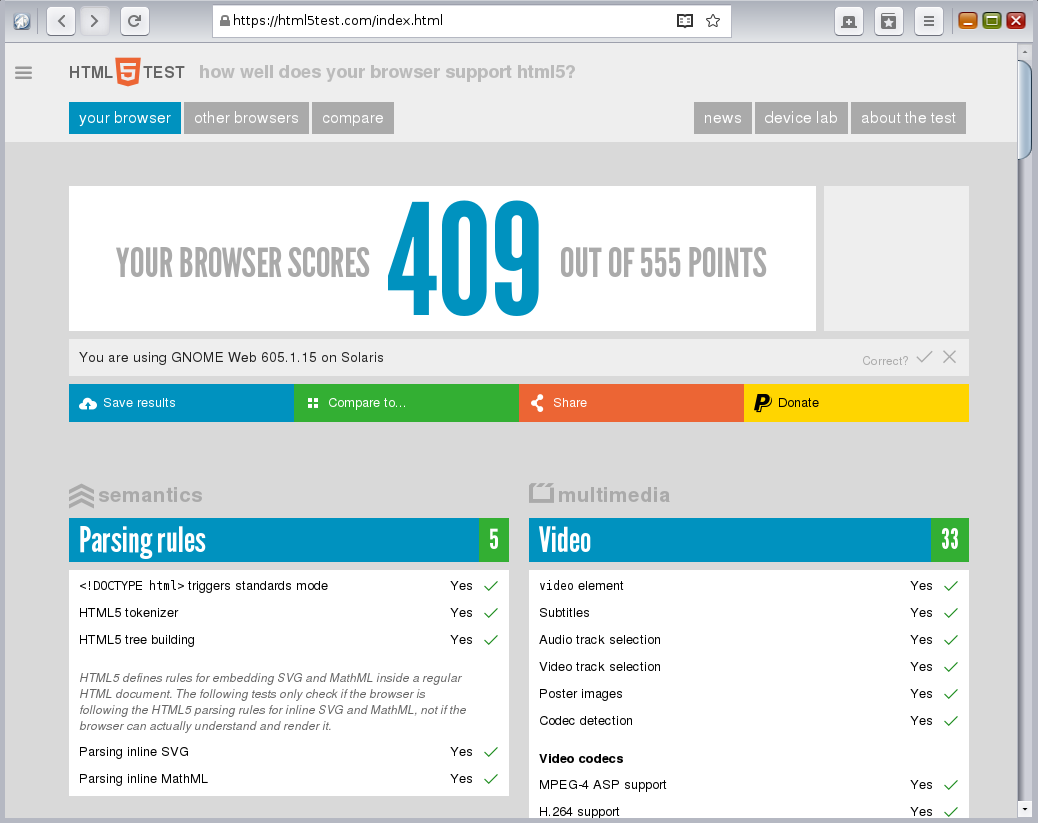 https://html5test.com/index.html
HTML 5 TEST how well does your browser support html5?
your browser other browsers compare news device lab about the test
YOUR BROWSER SCORES 409 OUT OF 555 POINTS
You are using GNOME Web 605.1.15 on Solaris Correct?
Save results Compare to... Share Donate
semantics
Parsing rules 5
<!DOCTYPE html> triggers standards mode Yes
HTML5 tokenizer Yes
HTML5 tree building Yes
HTML5 defines rules for embedding SVG and MathML inside a regular
HTML document. The following tests only check if the browser is
following the HTML5 parsing rules for inline SVG and MathML, not if the
browser can actually understand and render it.
Parsing inline SVG Yes
Parsing inline MathML Yes
multimedia
Video 33
video element Yes
Subtitles Yes
Audio track selection Yes
Video track selection Yes
Poster images Yes
Codec detection Yes
Video codecs
MPEG-4 ASP support Yes
H.264 support Yes